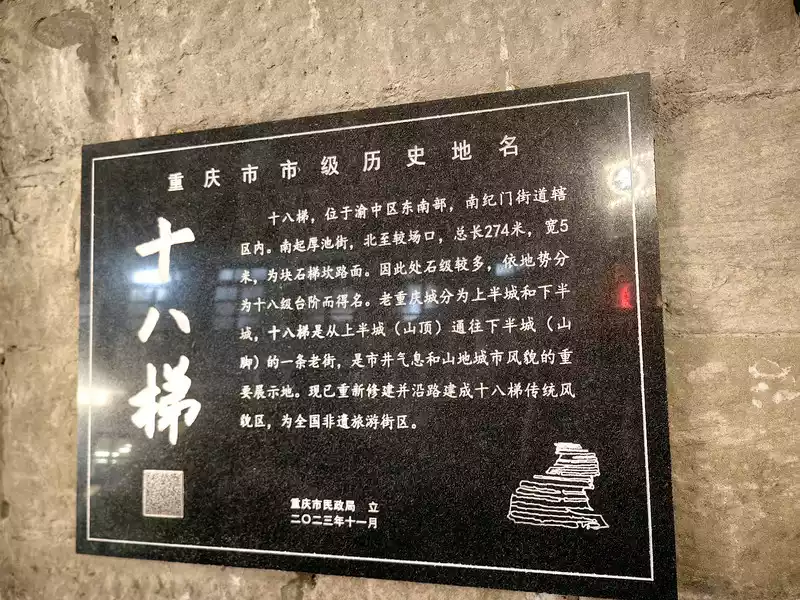 重庆市市级历史地名
十八梯
十八梯，位于渝中区东南部，南纪门街道辖
区内。南起厚池街，北至较场口，总长274米，宽5
米，为块石梯坎路面。因此处石级较多，依地势分
为十八级台阶而得名。老重庆城分为上半城和下半
城，十八梯是从上半城（山顶）通往下半城（山
脚）的一条老街，是市井气息和山地城市风貌的重
要展示地。现已重新修建并沿路建成十八梯传统风
貌区，为全国非遗旅游街区。
重庆市民政局 立
二〇二三年十一月